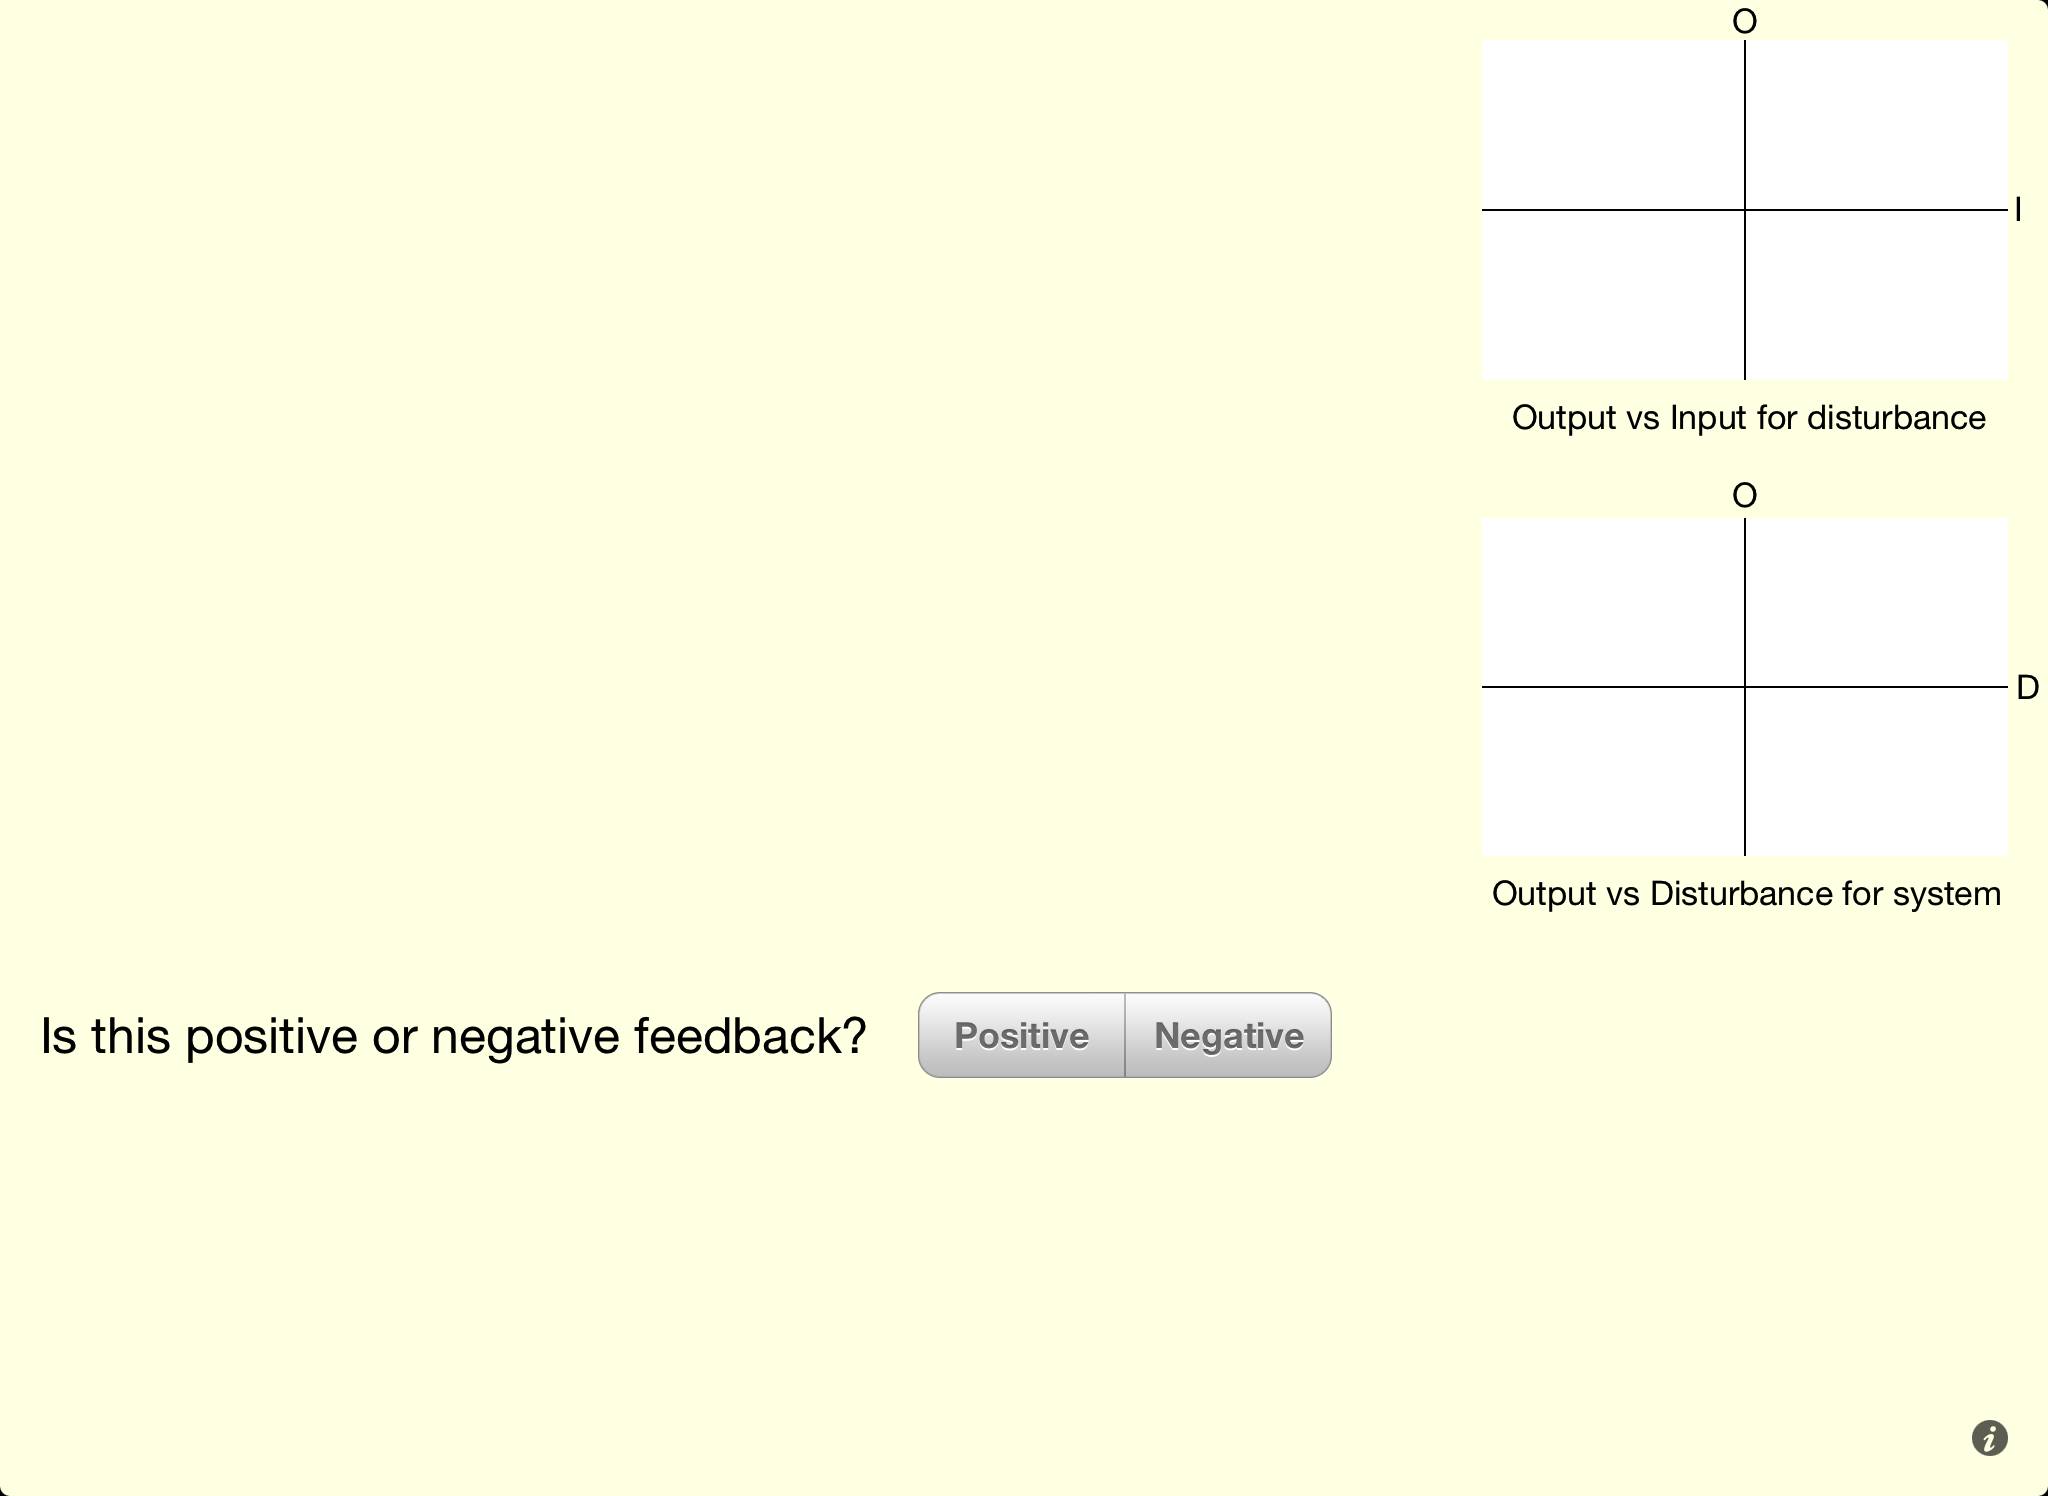 O
I
Output vs Input for disturbance
O
D
Output vs Disturbance for system
Is this positive or negative feedback?
Positive
Negative
i